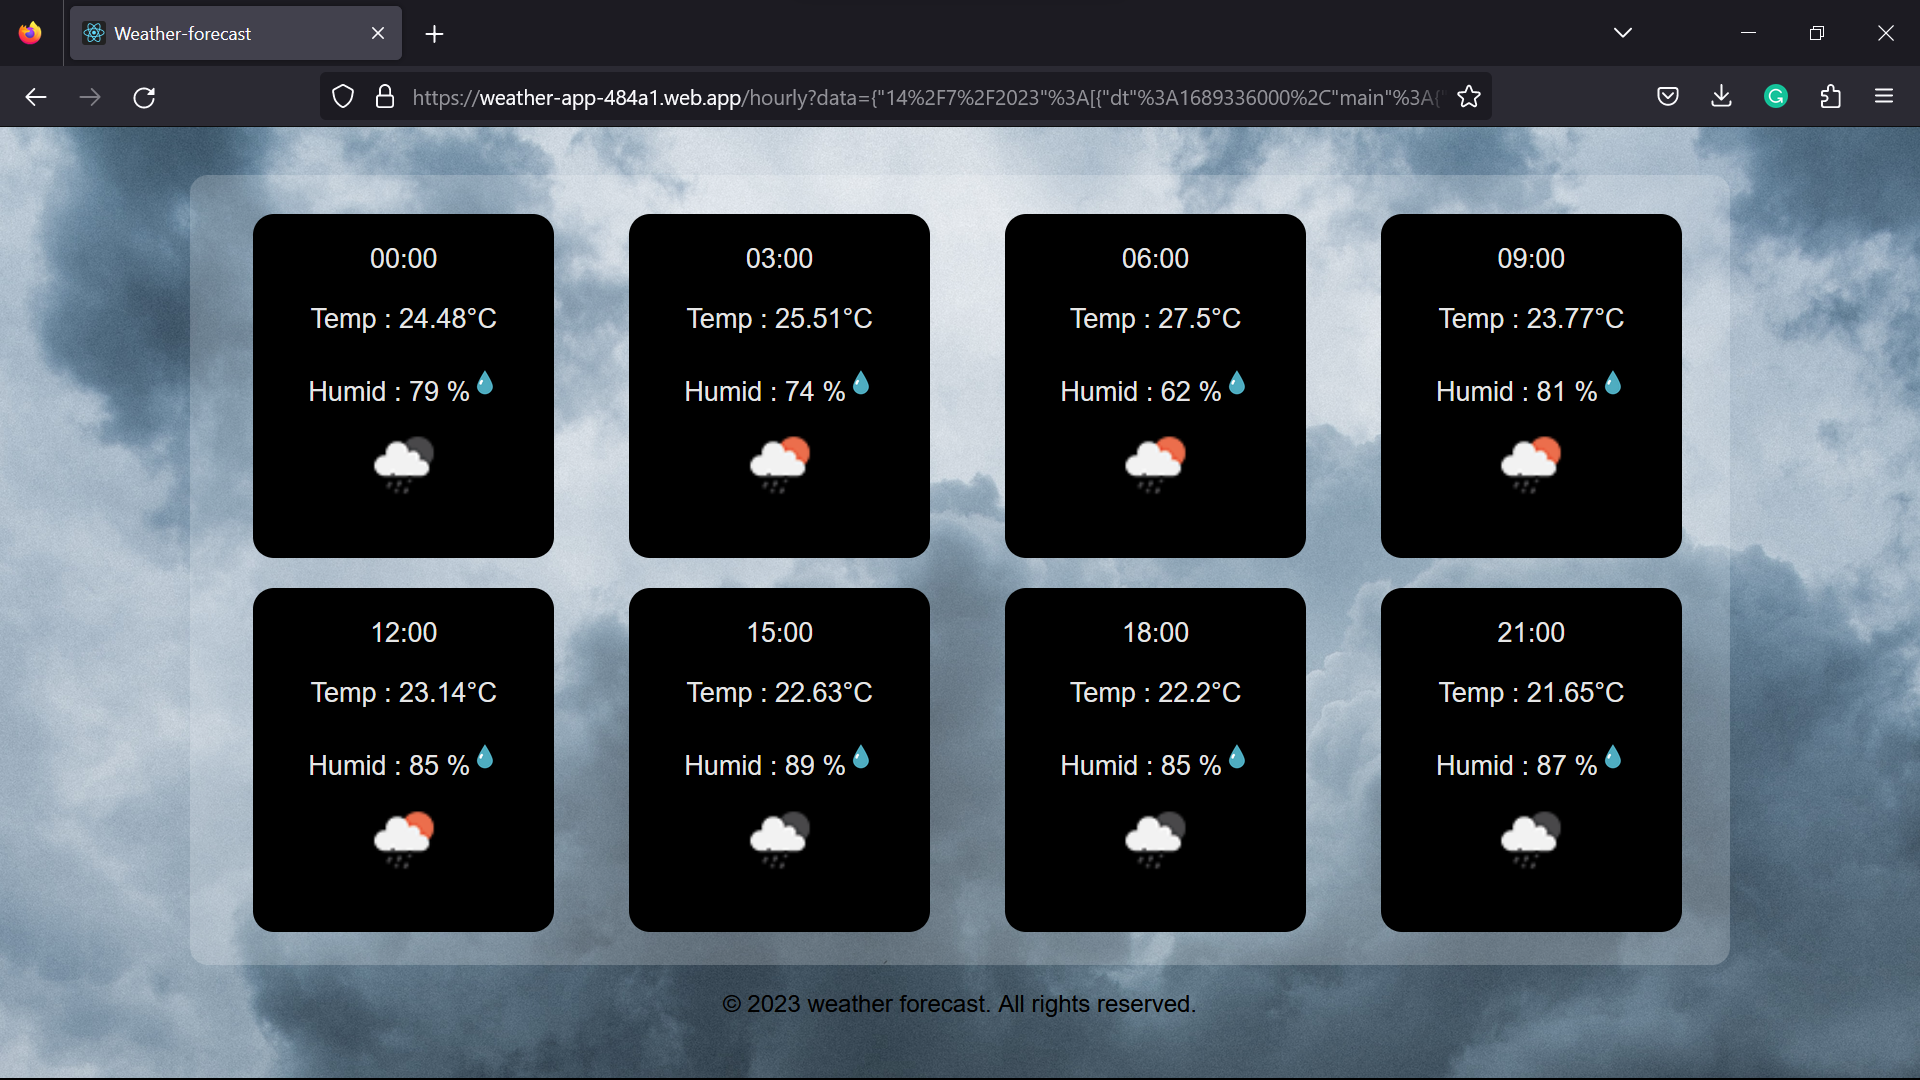 Weather-forecast
https://weather-app-484a1.web.app/hourly?data={"14%2F7%2F2023"%3A[{"dt"%3A1689336000%2C"main"%3A{"
00:00
Temp : 24.48°C
Humid : 79 %
03:00
Temp : 25.51°C
Humid : 74 %
06:00
Temp : 27.5°C
Humid : 62 %
09:00
Temp : 23.77°C
Humid : 81 %
12:00
Temp : 23.14°C
Humid : 85 %
15:00
Temp : 22.63°C
Humid : 89 %
18:00
Temp : 22.2°C
Humid : 85 %
21:00
Temp : 21.65°C
Humid : 87 %
© 2023 weather forecast. All rights reserved.